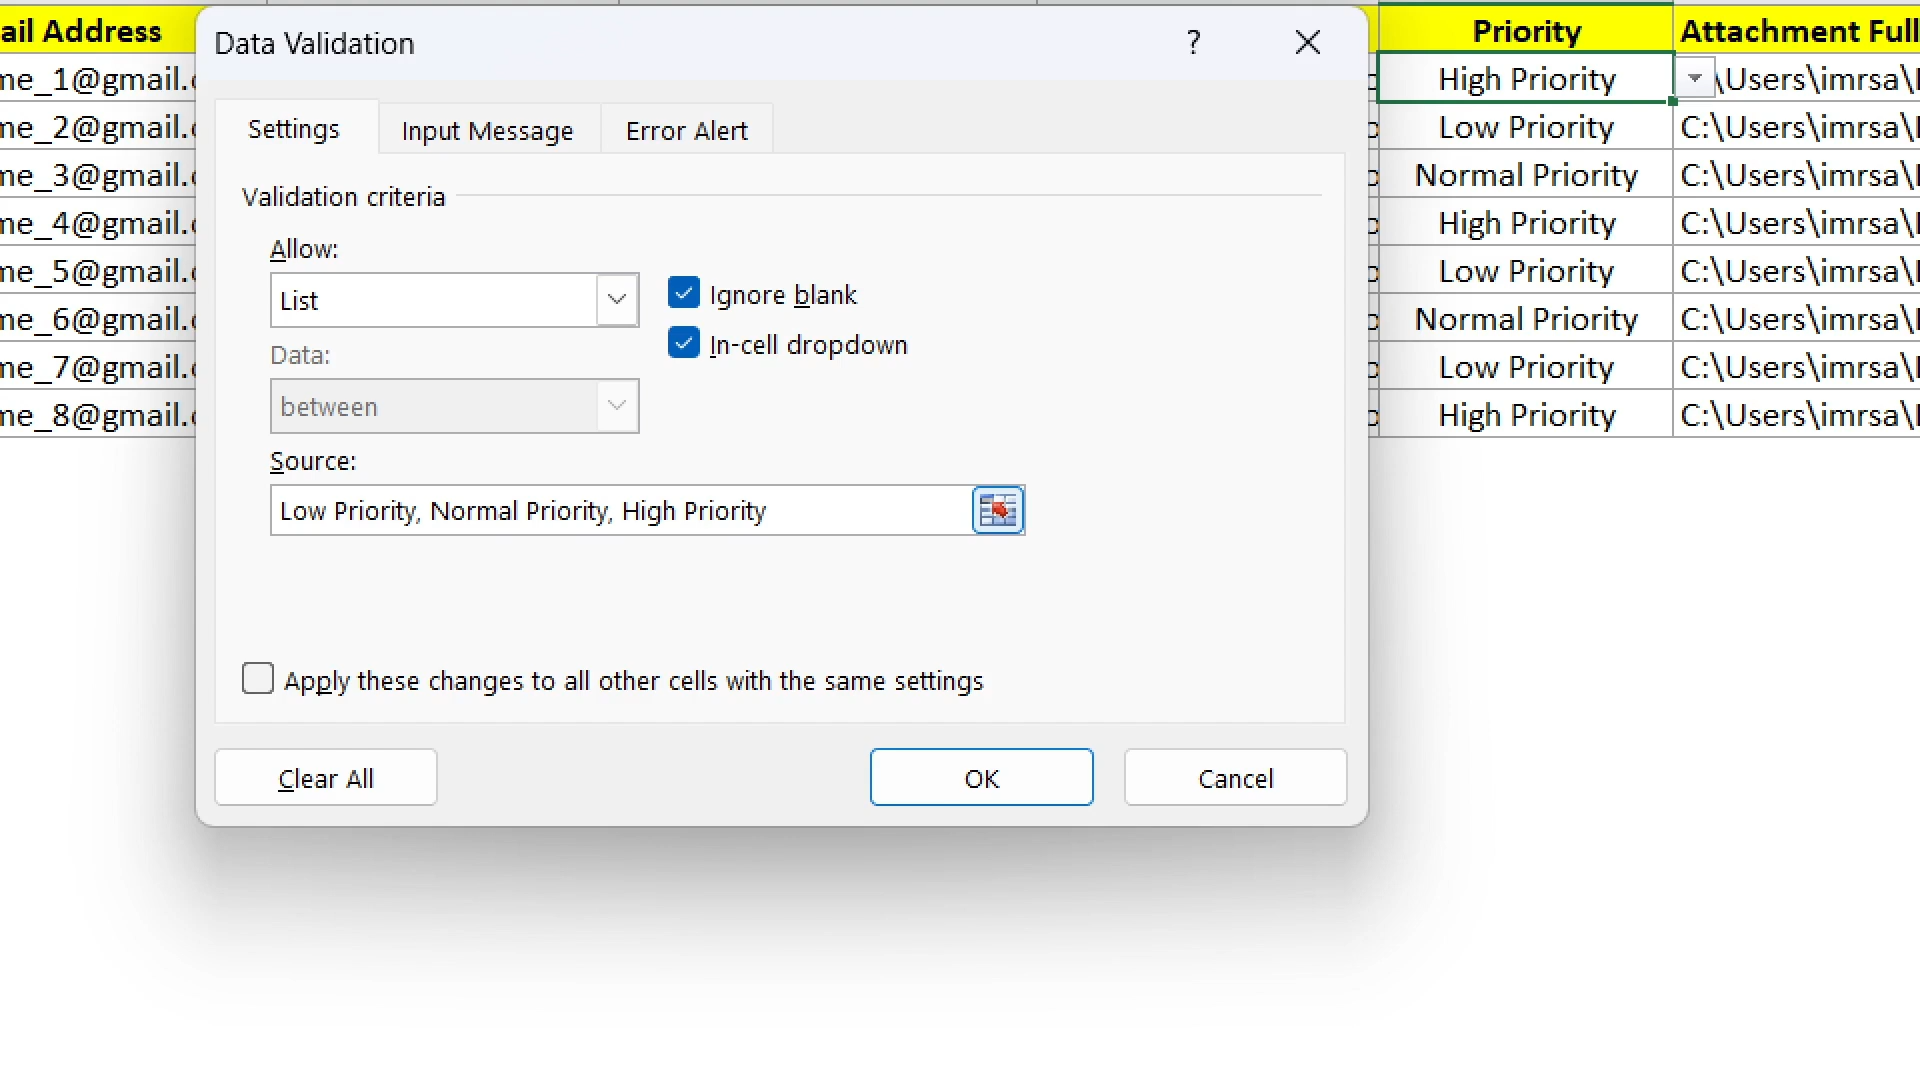 ail Address
Priority
Attachment Full
me_1@gmail.c
High Priority
\Users\imrsa\
me_2@gmail.c
Low Priority
C:\Users\imrsa\
me_3@gmail.c
Normal Priority
C:\Users\imrsa\
me_4@gmail.c
High Priority
C:\Users\imrsa\
me_5@gmail.c
Low Priority
C:\Users\imrsa\
me_6@gmail.c
Normal Priority
C:\Users\imrsa\
me_7@gmail.c
Low Priority
C:\Users\imrsa\
me_8@gmail.c
High Priority
C:\Users\imrsa\
Data Validation
?
Settings
Input Message
Error Alert
Validation criteria
Allow:
List
Ignore blank
Data:
In-cell dropdown
between
Source:
Low Priority, Normal Priority, High Priority
Apply these changes to all other cells with the same settings
Clear All
OK
Cancel